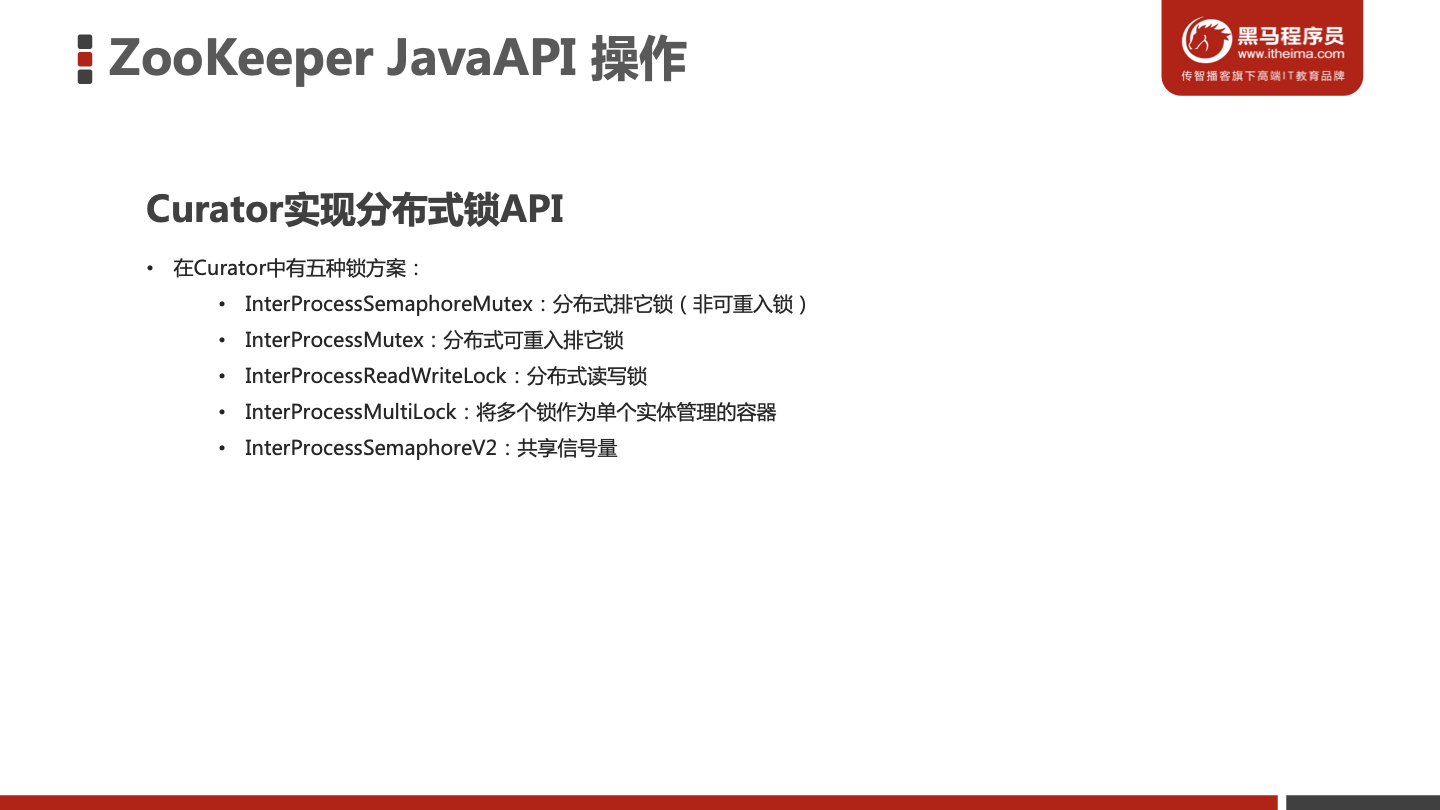 ZooKeeper JavaAPI 操作
黑马程序员
www.itheima.com
传智播客旗下高端IT教育品牌
Curator实现分布式锁API
• 在Curator中有五种锁方案：
• InterProcessSemaphoreMutex：分布式排它锁（非可重入锁）
• InterProcessMutex：分布式可重入排它锁
• InterProcessReadWriteLock：分布式读写锁
• InterProcessMultiLock：将多个锁作为单个实体管理的容器
• InterProcessSemaphoreV2：共享信号量